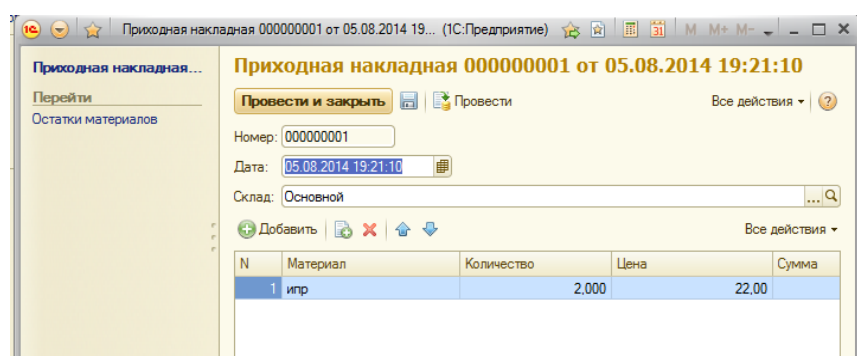 Приходная накладная 000000001 от 05.08.2014 19... (1С:Предприятие) 31 M M+ M-
Приходная накладная...
Перейти
Остатки материалов
Приходная накладная 000000001 от 05.08.2014 19:21:10
Провести и закрыть Провести Все действия
Номер: 000000001
Дата: 05.08.2014 19:21:10
Склад: Основной ...
Добавить Все действия
N Материал Количество Цена Сумма
1 ипр 2,000 22,00